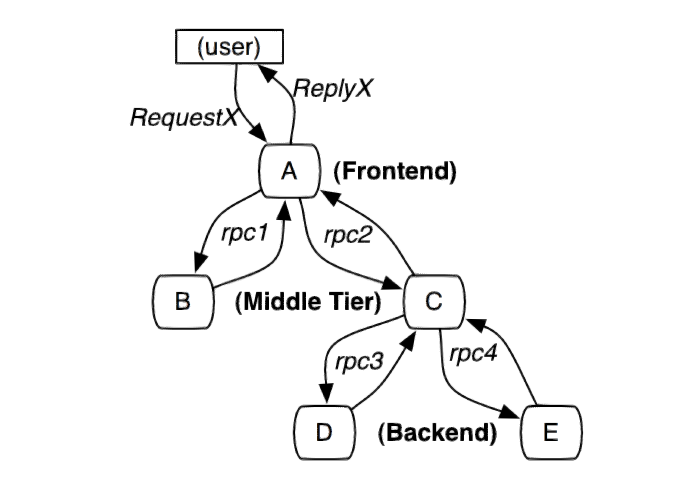 (user)
ReplyX
RequestX
A (Frontend)
rpc1 rpc2
B (Middle Tier) C
rpc3 rpc4
D (Backend) E